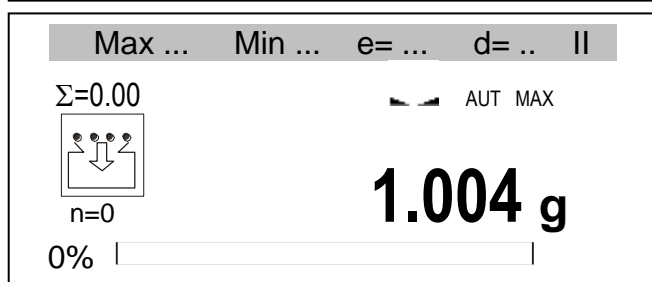 Max ... Min ... e= ... d= .. II
Σ=0.00 AUT MAX
n=0
1.004 g
0%